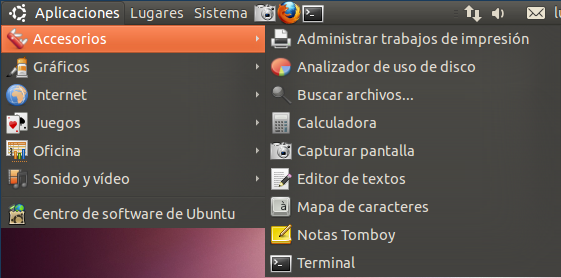 Aplicaciones Lugares Sistema
Accesorios
Gráficos
Internet
Juegos
Oficina
Sonido y vídeo
Centro de software de Ubuntu
Administrar trabajos de impresión
Analizador de uso de disco
Buscar archivos...
Calculadora
Capturar pantalla
Editor de textos
Mapa de caracteres
Notas Tomboy
Terminal